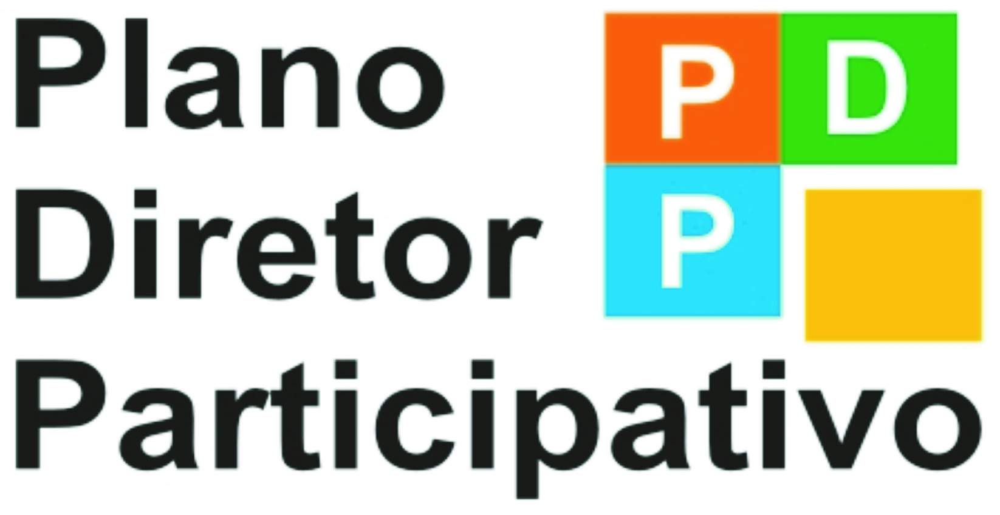 Plano
Diretor
Participativo
P D
P